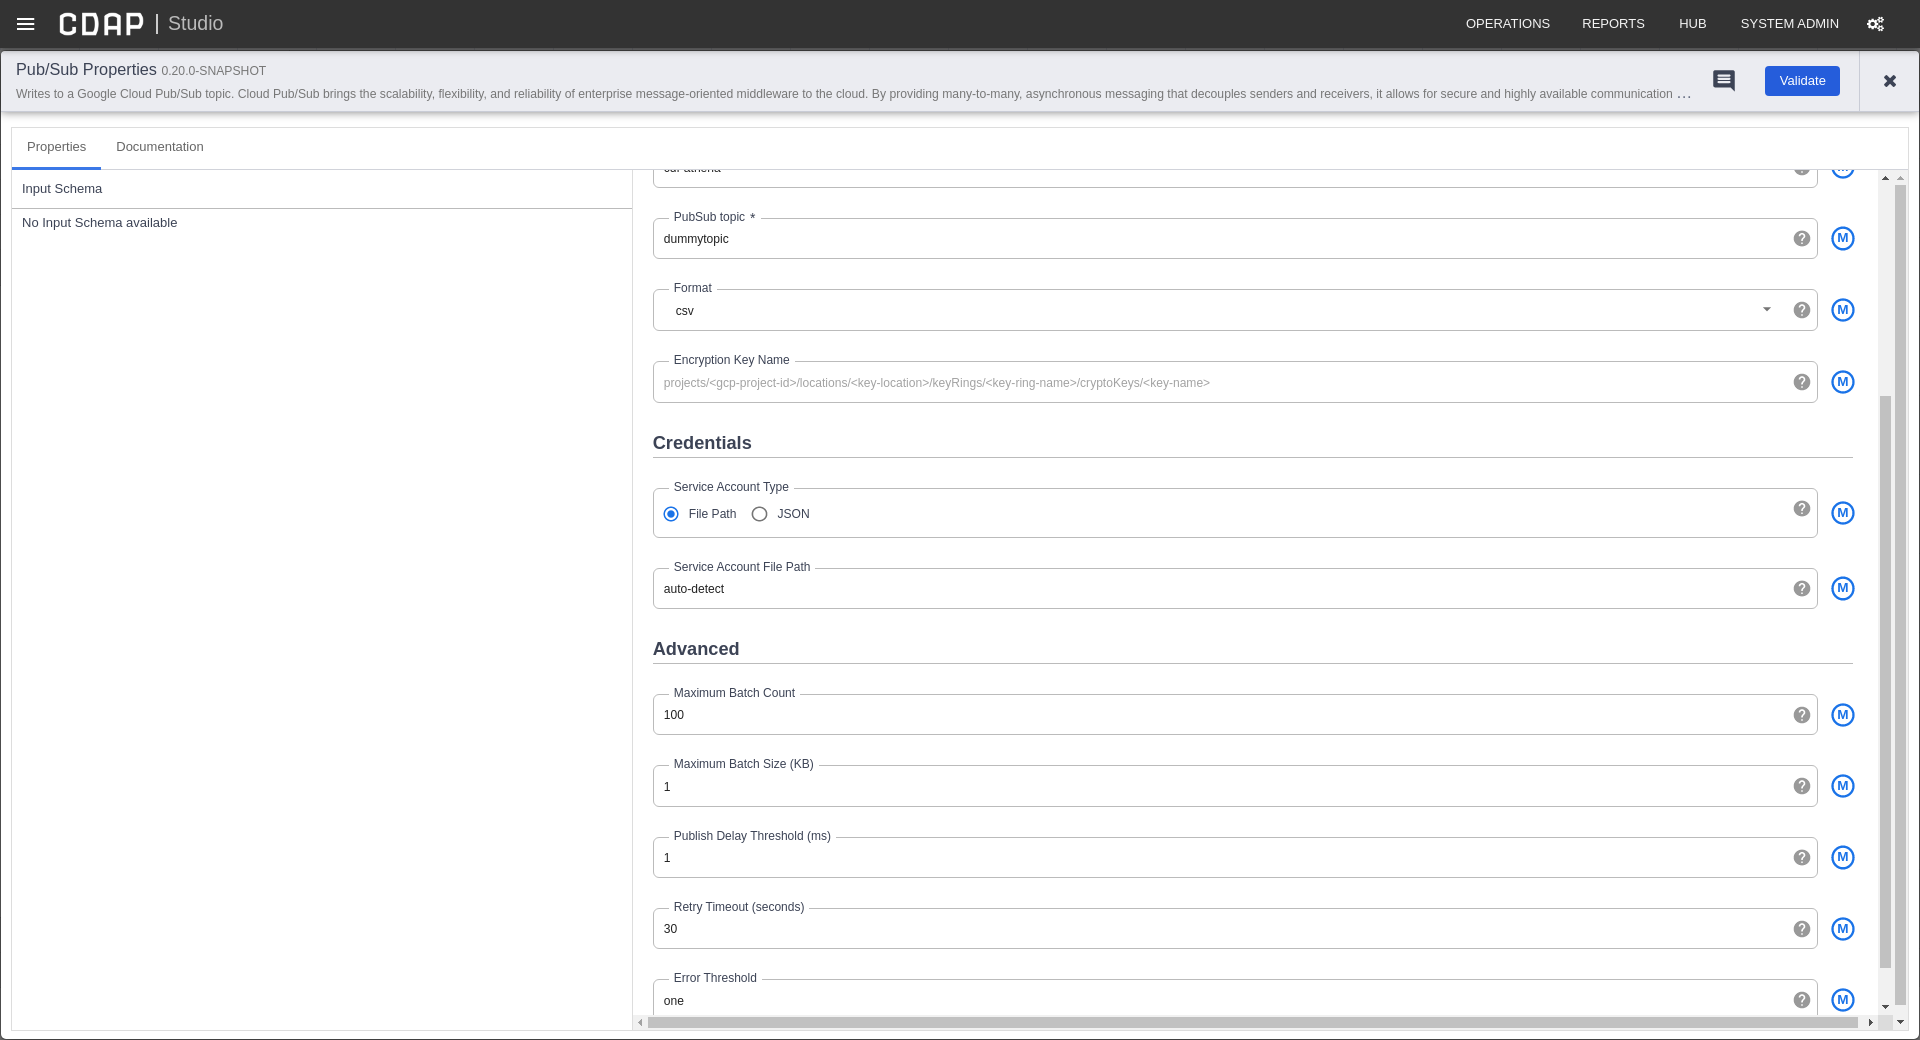 CDAP | Studio OPERATIONS REPORTS HUB SYSTEM ADMIN
Pub/Sub Properties 0.20.0-SNAPSHOT
Writes to a Google Cloud Pub/Sub topic. Cloud Pub/Sub brings the scalability, flexibility, and reliability of enterprise message-oriented middleware to the cloud. By providing many-to-many, asynchronous messaging that decouples senders and receivers, it allows for secure and highly available communication ...
Validate
Properties Documentation
Input Schema
No Input Schema available
M
PubSub topic *
dummytopic
? M
Format
csv
? M
Encryption Key Name
projects/<gcp-project-id>/locations/<key-location>/keyRings/<key-ring-name>/cryptoKeys/<key-name>
? M
Credentials
Service Account Type
File Path JSON
? M
Service Account File Path
auto-detect
? M
Advanced
Maximum Batch Count
100
? M
Maximum Batch Size (KB)
1
? M
Publish Delay Threshold (ms)
1
? M
Retry Timeout (seconds)
30
? M
Error Threshold
one
? M